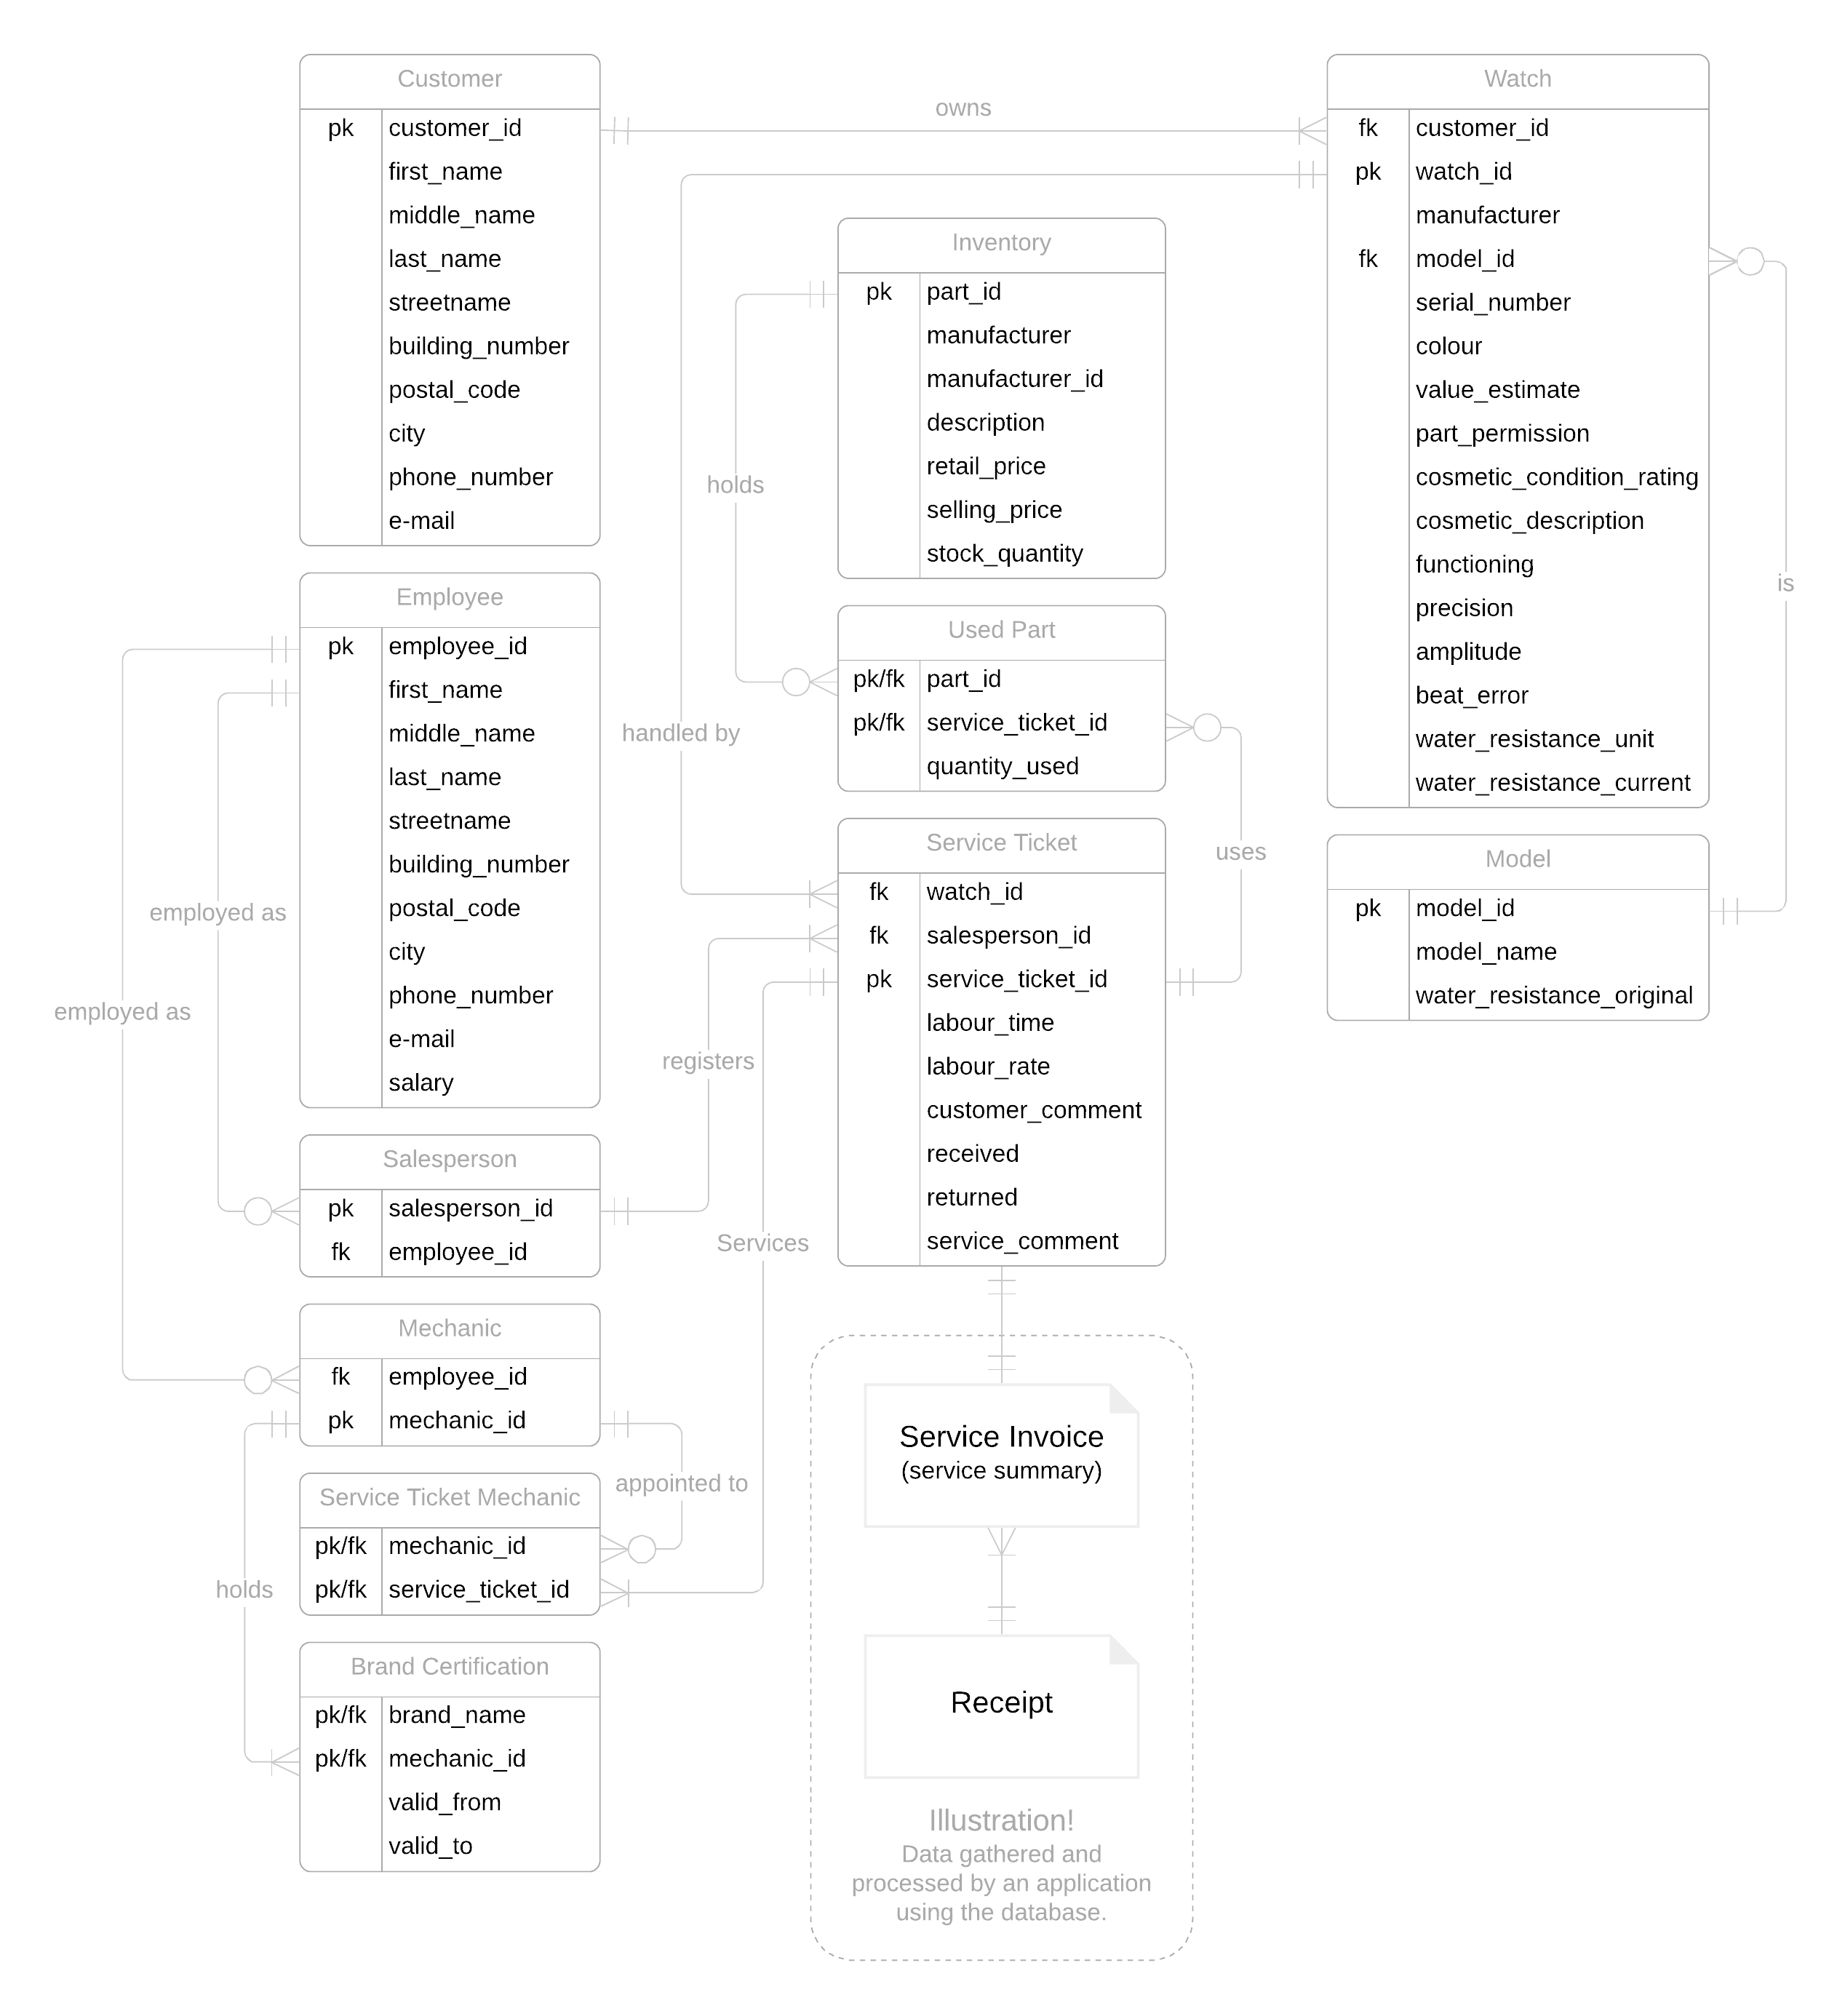 Customer
pk customer_id
first_name
middle_name
last_name
streetname
building_number
postal_code
city
phone_number
e-mail
owns
Watch
fk customer_id
pk watch_id
manufacturer
fk model_id
serial_number
colour
value_estimate
part_permission
cosmetic_condition_rating
cosmetic_description
functioning
precision
amplitude
beat_error
water_resistance_unit
water_resistance_current
is
Inventory
pk part_id
manufacturer
manufacturer_id
description
retail_price
selling_price
stock_quantity
holds
Employee
pk employee_id
first_name
middle_name
last_name
streetname
building_number
postal_code
city
phone_number
e-mail
salary
employed as
employed as
handled by
Used Part
pk/fk part_id
pk/fk service_ticket_id
quantity_used
uses
Service Ticket
fk watch_id
fk salesperson_id
pk service_ticket_id
labour_time
labour_rate
customer_comment
received
returned
service_comment
Model
pk model_id
model_name
water_resistance_original
registers
Services
Salesperson
pk salesperson_id
fk employee_id
Mechanic
fk employee_id
pk mechanic_id
appointed to
Service Ticket Mechanic
pk/fk mechanic_id
pk/fk service_ticket_id
holds
Brand Certification
pk/fk brand_name
pk/fk mechanic_id
valid_from
valid_to
Service Invoice
(service summary)
Receipt
Illustration!
Data gathered and
processed by an application
using the database.